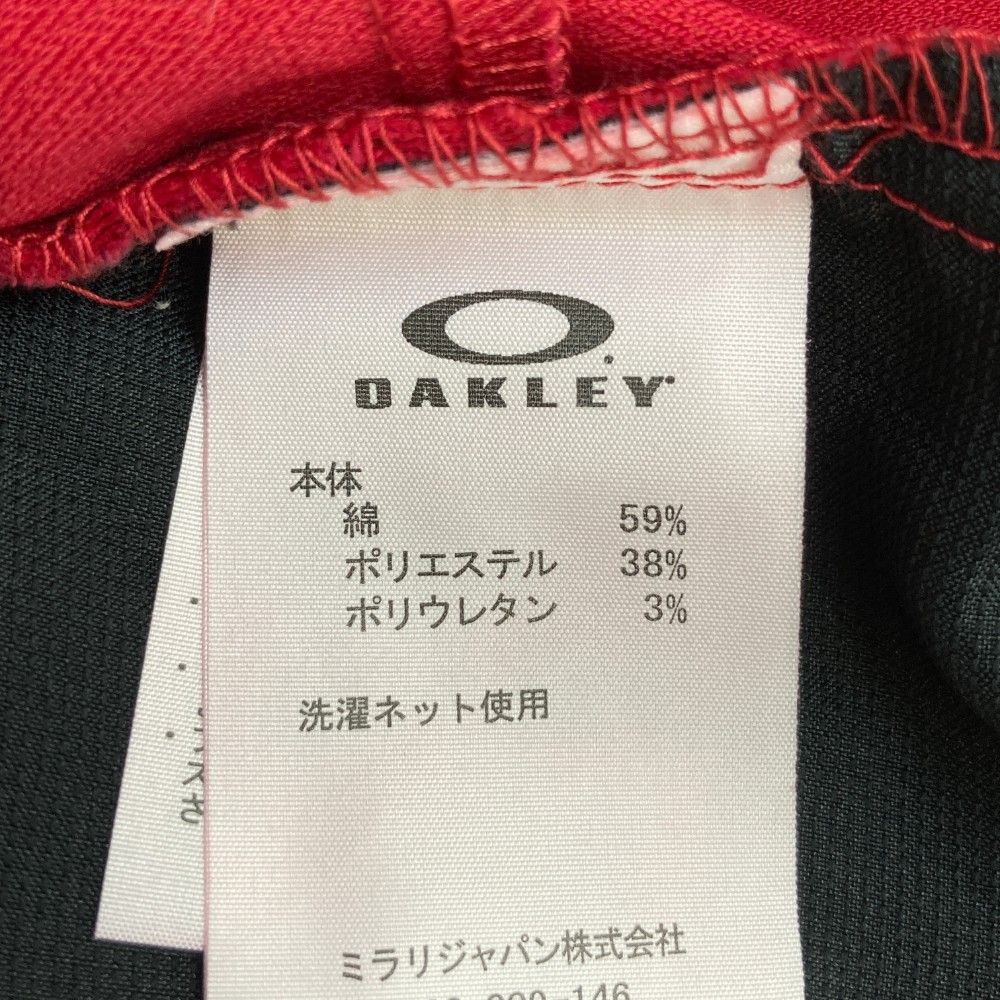 OAKLEY
本体
綿 59%
ポリエステル 38%
ポリウレタン 3%
洗濯ネット使用
ミラリジャパン株式会社